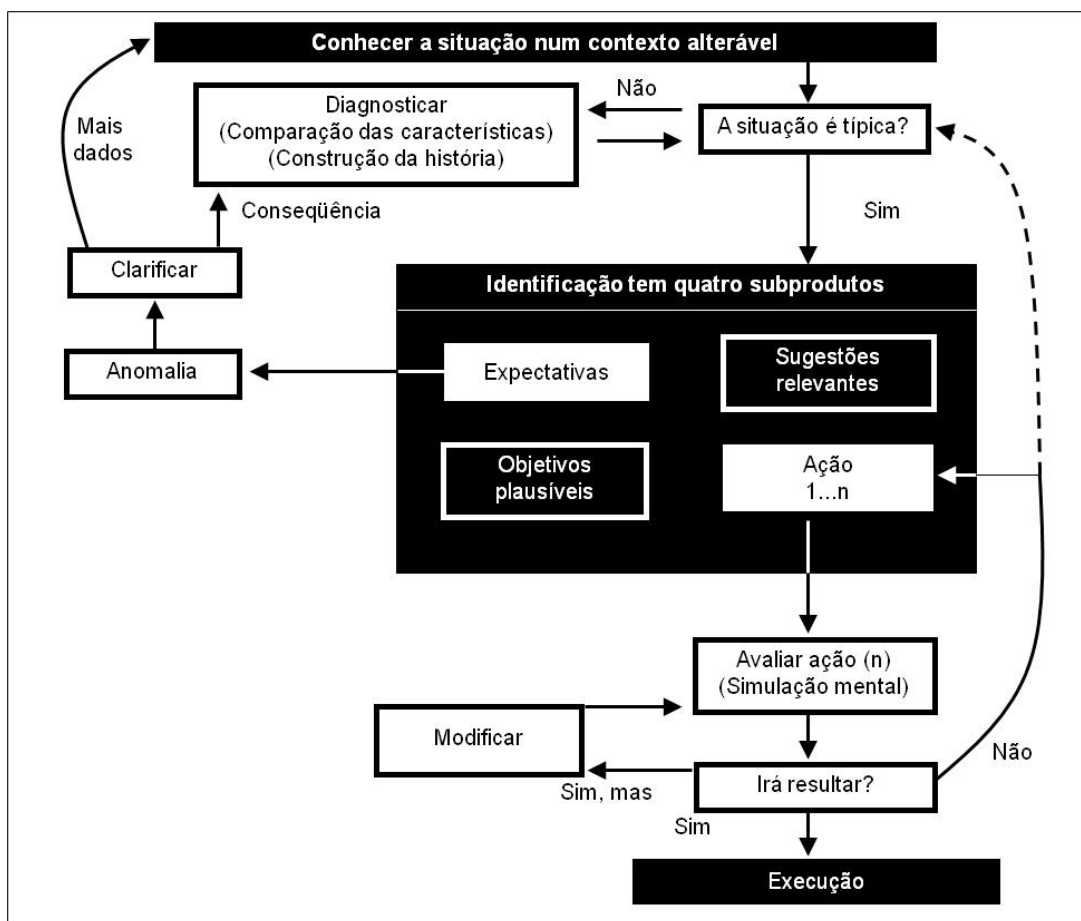 Conhecer a situação num contexto alterável
Não
Diagnosticar
(Comparação das características)
(Construção da história)
A situação é típica?
Mais
dados
Conseqüência
Sim
Clarificar
Identificação tem quatro subprodutos
Anomalia
Expectativas
Sugestões
relevantes
Objetivos
plausíveis
Ação
1...n
Avaliar ação (n)
(Simulação mental)
Modificar
Não
Sim, mas
Irá resultar?
Sim
Execução